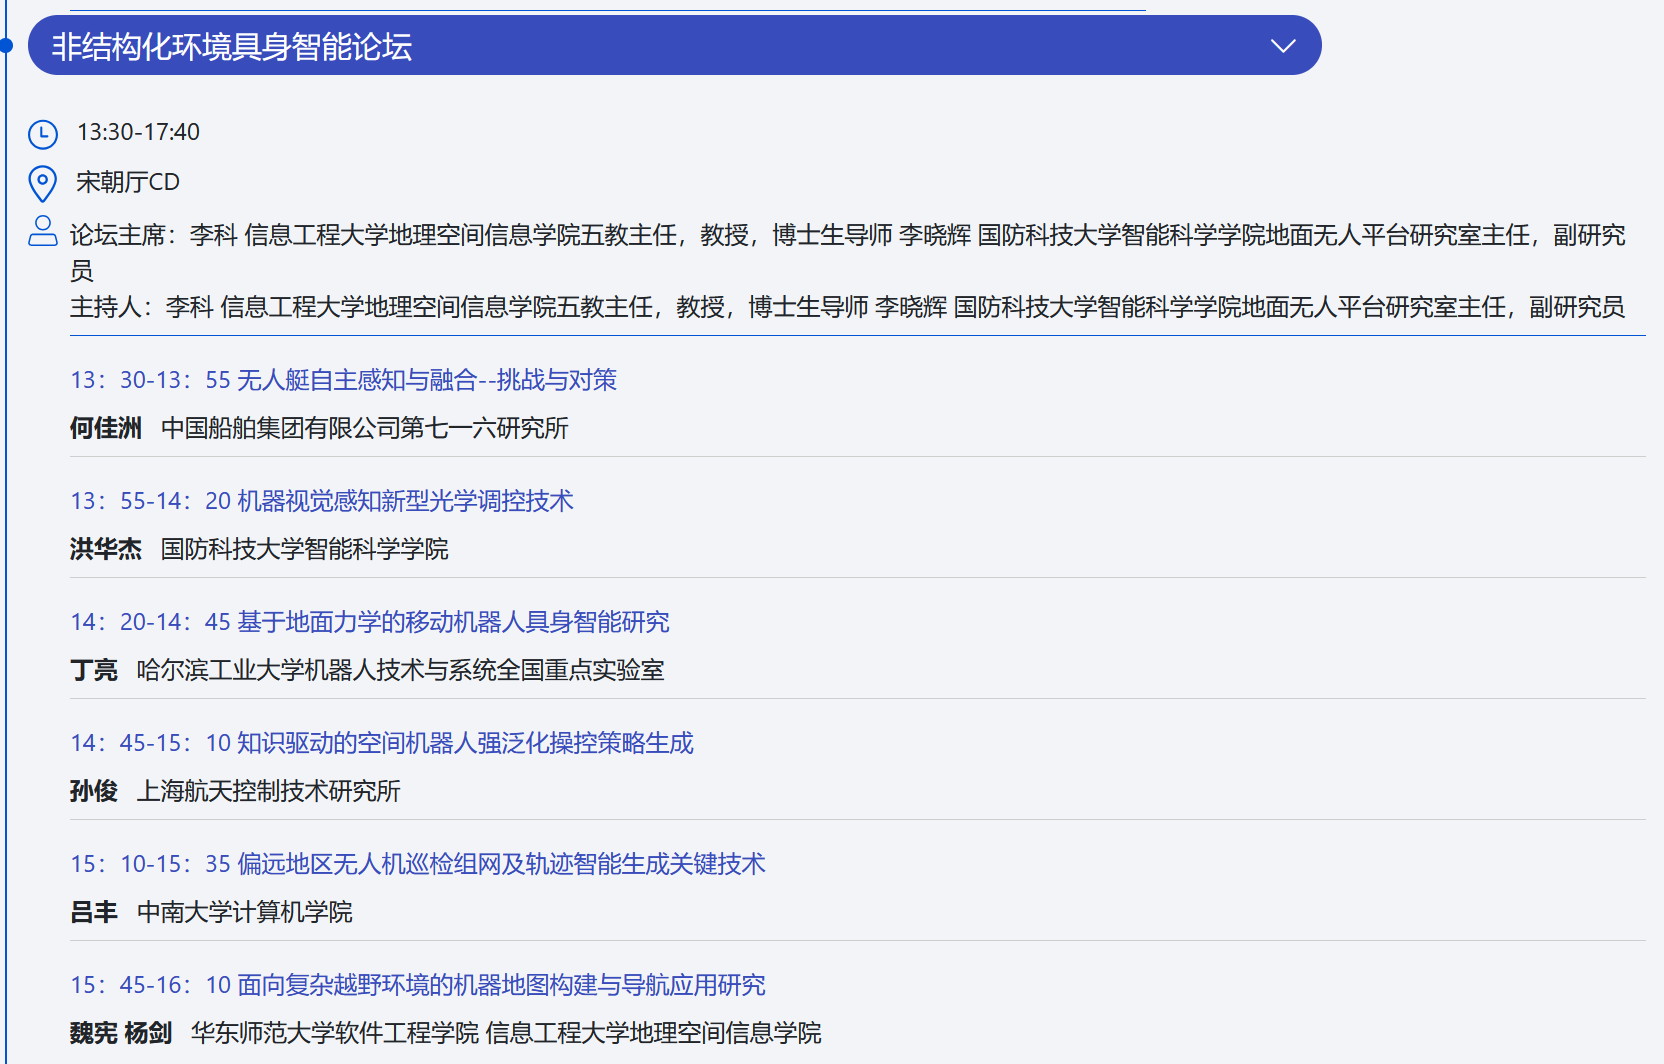 非结构化环境具身智能论坛
13:30-17:40
宋朝厅CD
论坛主席：李科 信息工程大学地理空间信息学院五教主任，教授，博士生导师 李晓辉 国防科技大学智能科学学院地面无人平台研究室主任，副研究
员
主持人：李科 信息工程大学地理空间信息学院五教主任，教授，博士生导师 李晓辉 国防科技大学智能科学学院地面无人平台研究室主任，副研究员
13：30-13：55 无人艇自主感知与融合--挑战与对策
何佳洲 中国船舶集团有限公司第七一六研究所
13：55-14：20 机器视觉感知新型光学调控技术
洪华杰 国防科技大学智能科学学院
14：20-14：45 基于地面力学的移动机器人具身智能研究
丁亮 哈尔滨工业大学机器人技术与系统全国重点实验室
14：45-15：10 知识驱动的空间机器人强泛化操控策略生成
孙俊 上海航天控制技术研究所
15：10-15：35 偏远地区无人机巡检组网及轨迹智能生成关键技术
吕丰 中南大学计算机学院
15：45-16：10 面向复杂越野环境的机器地图构建与导航应用研究
魏宪 杨剑 华东师范大学软件工程学院 信息工程大学地理空间信息学院